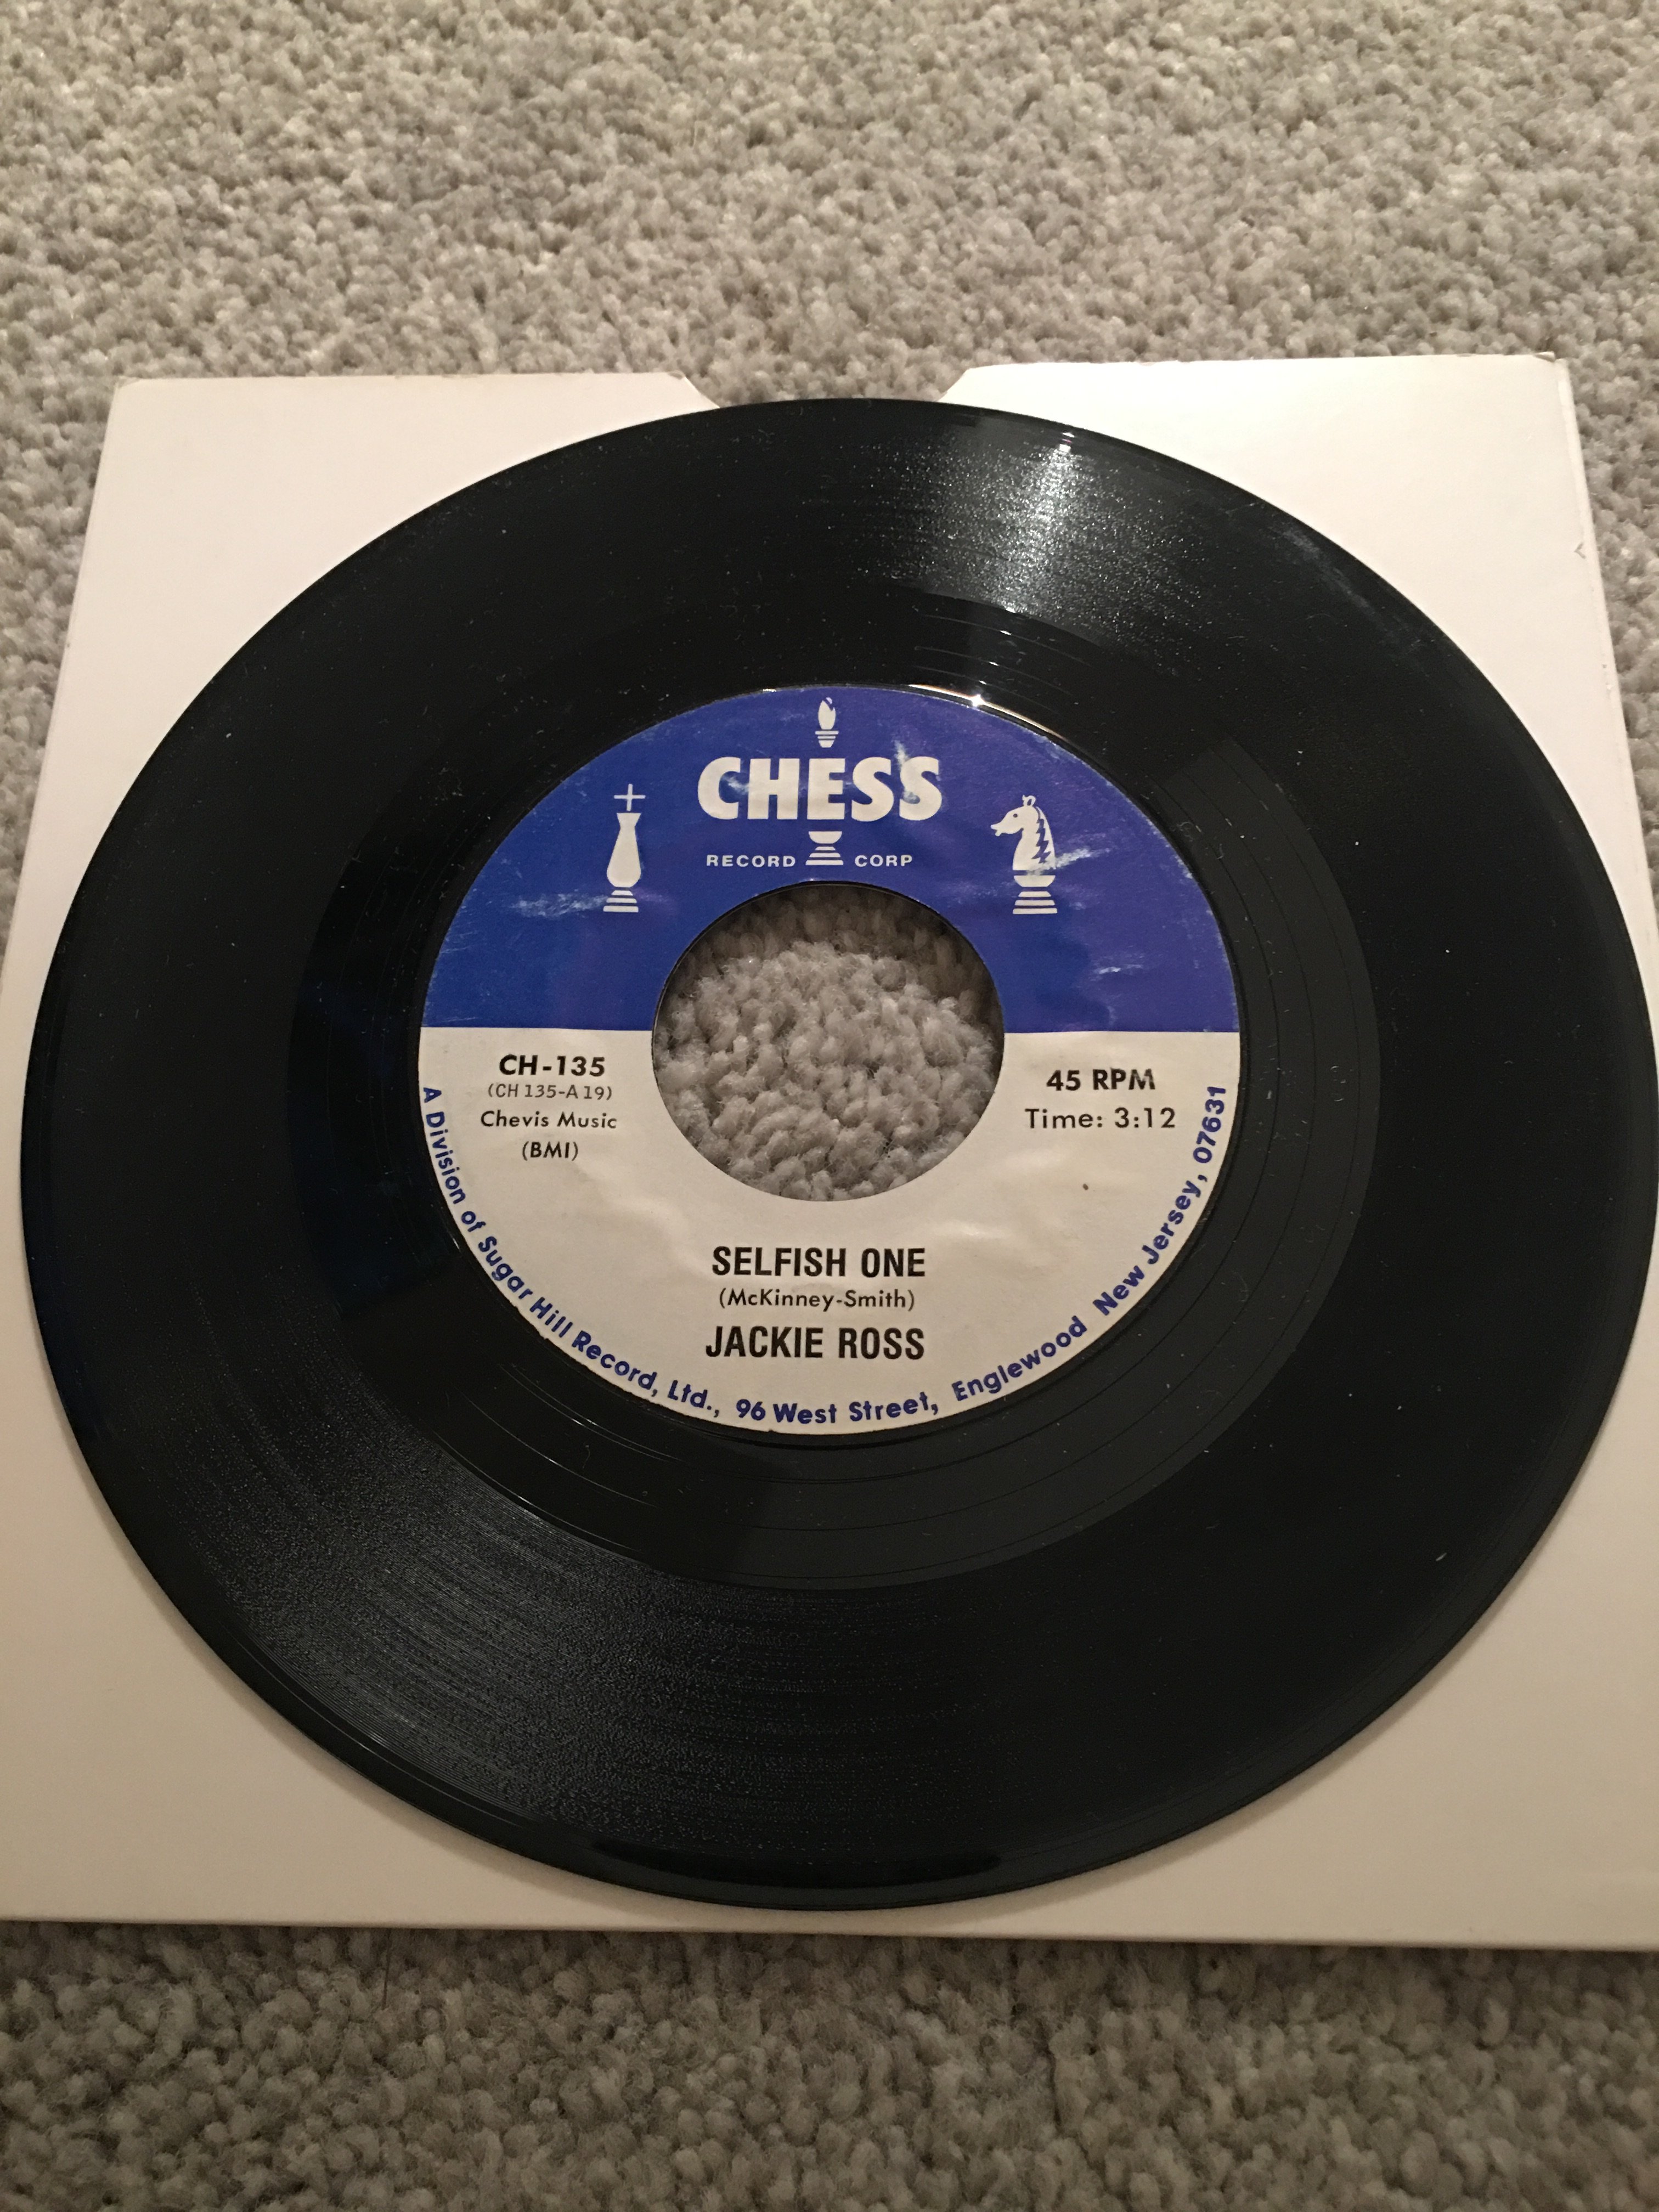 CHESS
RECORD CORP
CH-135
(CH 135-A 19)
Chevis Music
(BMI)
45 RPM
Time: 3:12
SELFISH ONE
(McKinney-Smith)
JACKIE ROSS
A Division of Sugar Hill Record, Ltd., 96 West Street, Englewood New Jersey, 07631